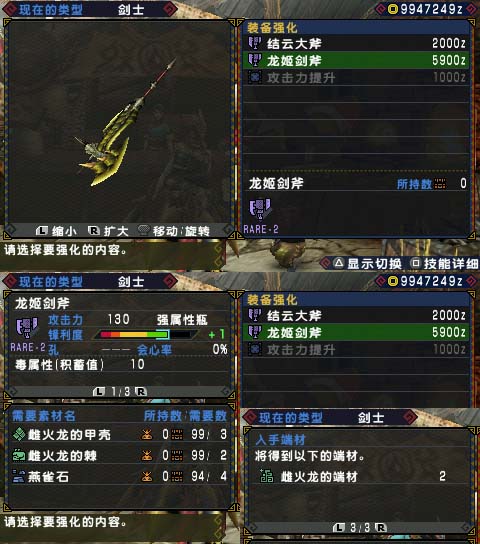 现在的类型 剑士
9947249z
装备强化
结云大斧 2000z
龙姬剑斧 5900z
攻击力提升 1000z
龙姬剑斧 所持数 0
RARE-2
L 缩小 R 扩大 移动/旋转
请选择要强化的内容。
△显示切换 □技能详细
现在的类型 剑士
9947249z
龙姬剑斧
攻击力 130 强属性瓶
锋利度 +1
RARE-2 孔 --- 会心率 0%
毒属性(积蓄值) 10
L 1/3 R
装备强化
结云大斧 2000z
龙姬剑斧 5900z
攻击力提升 1000z
需要素材名 所持数/需要数
雌火龙的甲壳 0 99/ 3
雌火龙的棘 0 99/ 2
燕雀石 0 94/ 4
请选择要强化的内容。
现在的类型 剑士
入手端材
将得到以下的端材。
雌火龙的端材 2
L 3/3 R